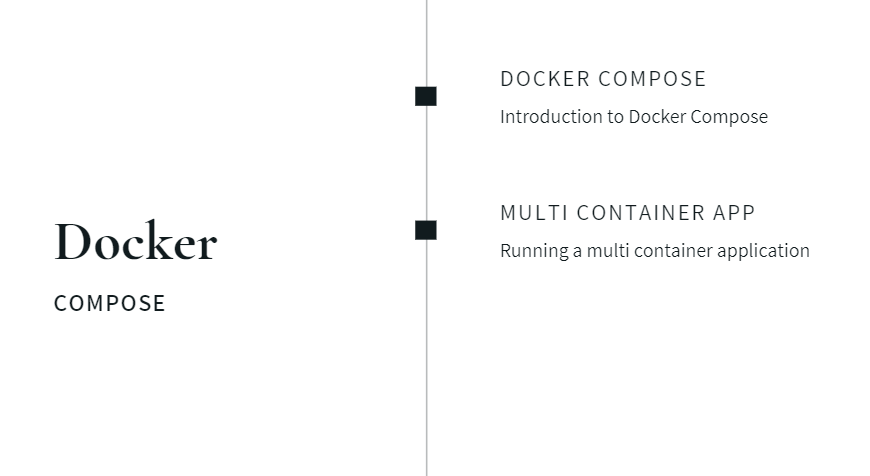 Docker
COMPOSE
DOCKER COMPOSE
Introduction to Docker Compose
MULTI CONTAINER APP
Running a multi container application